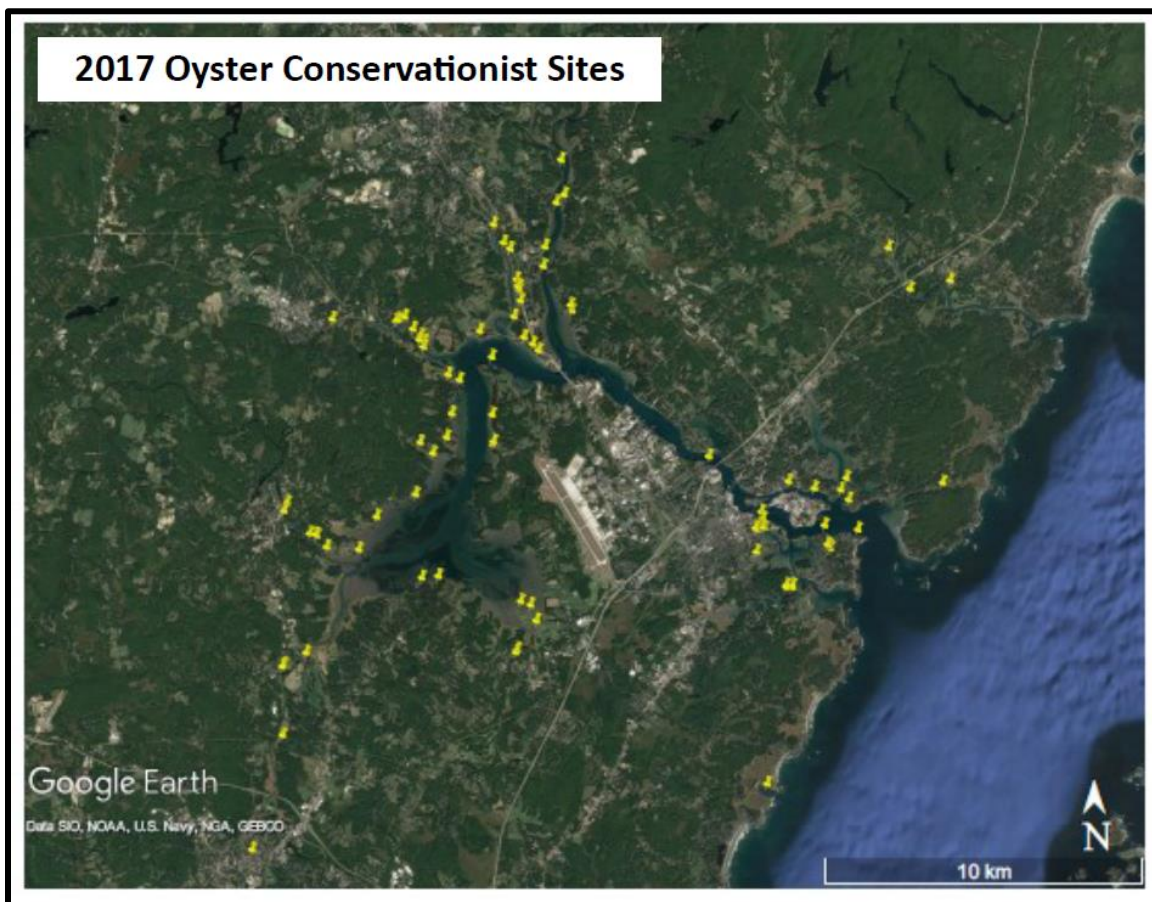 2017 Oyster Conservationist Sites
Google Earth
Data SIO, NOAA, U.S. Navy, NGA, GEBCO
N
10 km